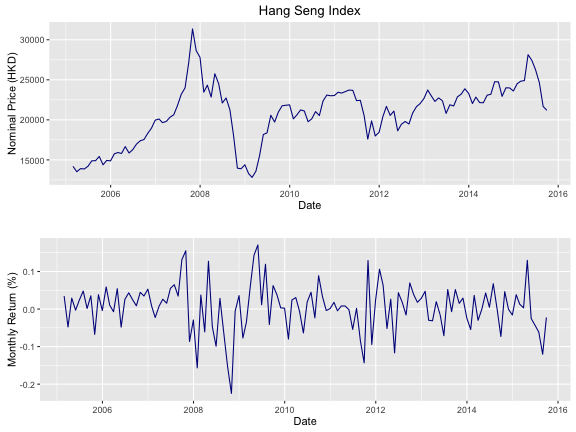 Hang Seng Index
Nominal Price (HKD)
30000
25000
20000
15000
2006 2008 2010 2012 2014 2016
Date
Monthly Return (%)
0.1
0.0
-0.1
-0.2
2006 2008 2010 2012 2014 2016
Date